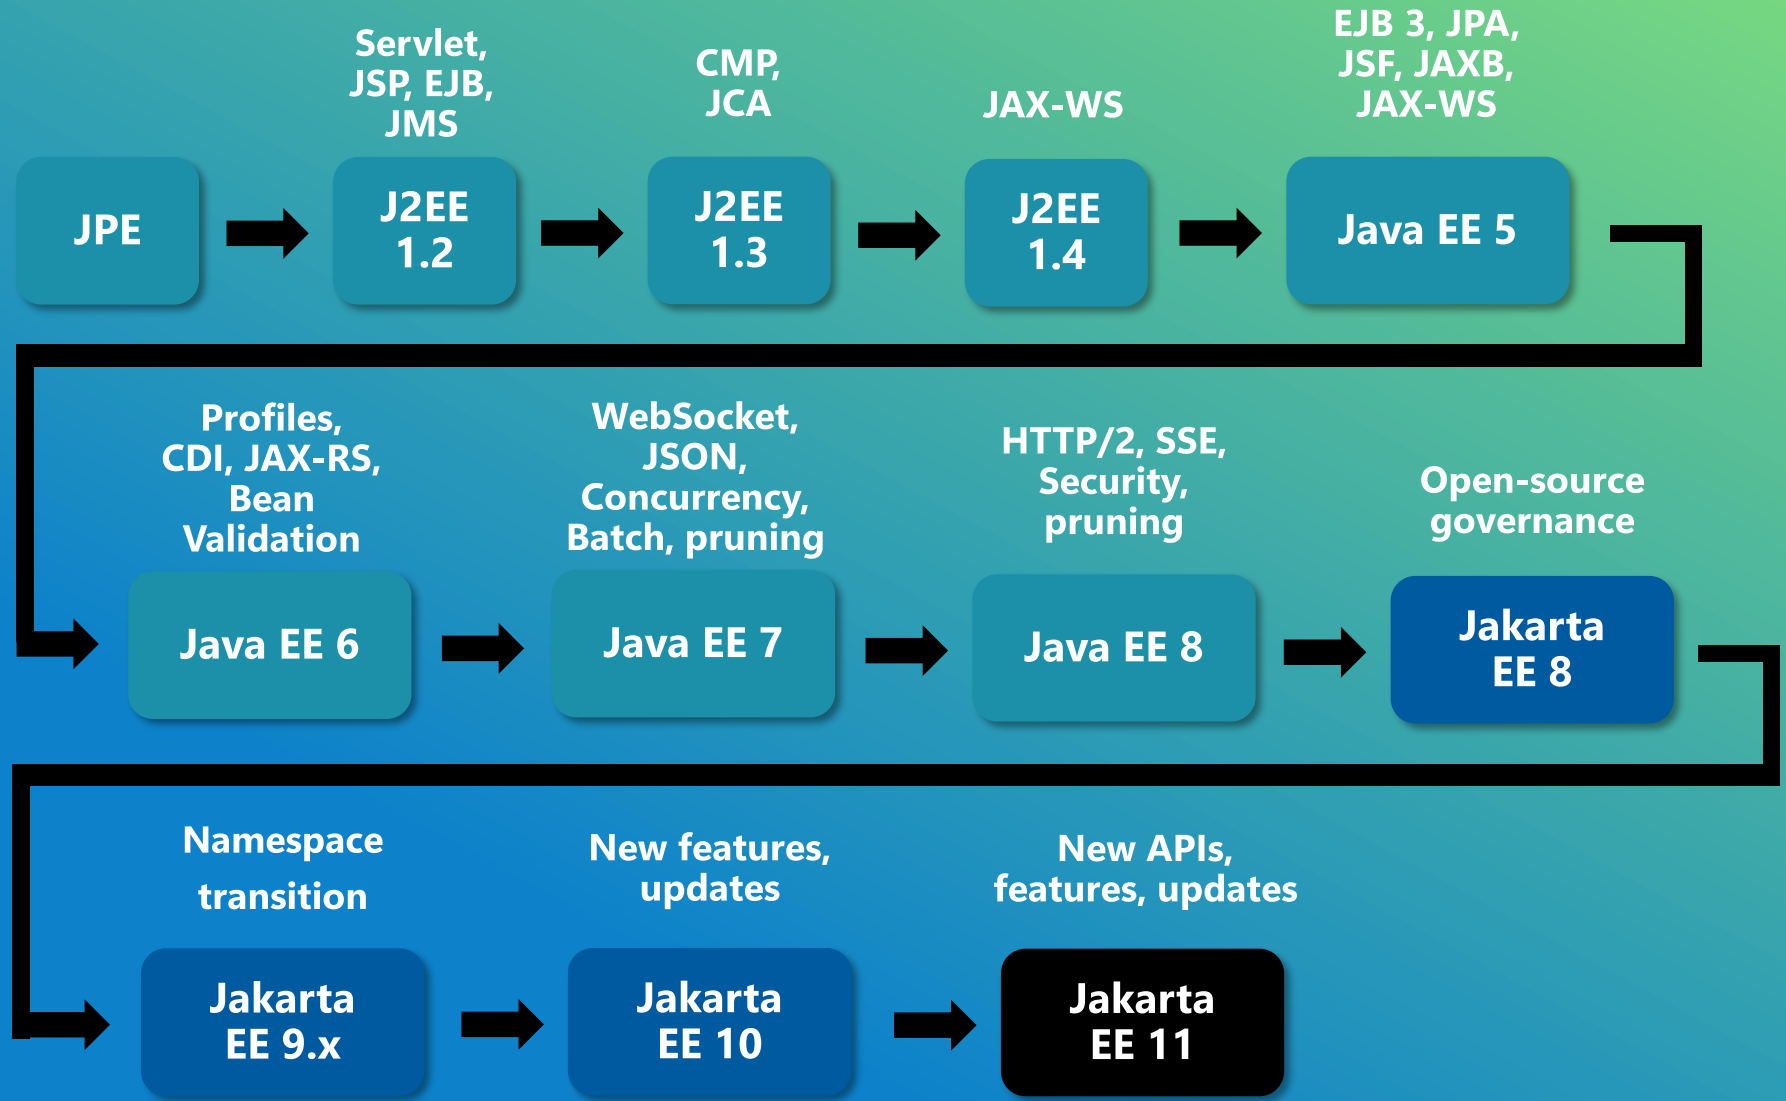 Servlet,
JSP, EJB,
JMS
CMP,
JCA
JAX-WS
EJB 3, JPA,
JSF, JAXB,
JAX-WS
JPE
J2EE
1.2
J2EE
1.3
J2EE
1.4
Java EE 5
Profiles,
CDI, JAX-RS,
Bean
Validation
WebSocket,
JSON,
Concurrency,
Batch, pruning
HTTP/2, SSE,
Security,
pruning
Open-source
governance
Java EE 6
Java EE 7
Java EE 8
Jakarta
EE 8
Namespace
transition
New features,
updates
New APIs,
features, updates
Jakarta
EE 9.x
Jakarta
EE 10
Jakarta
EE 11